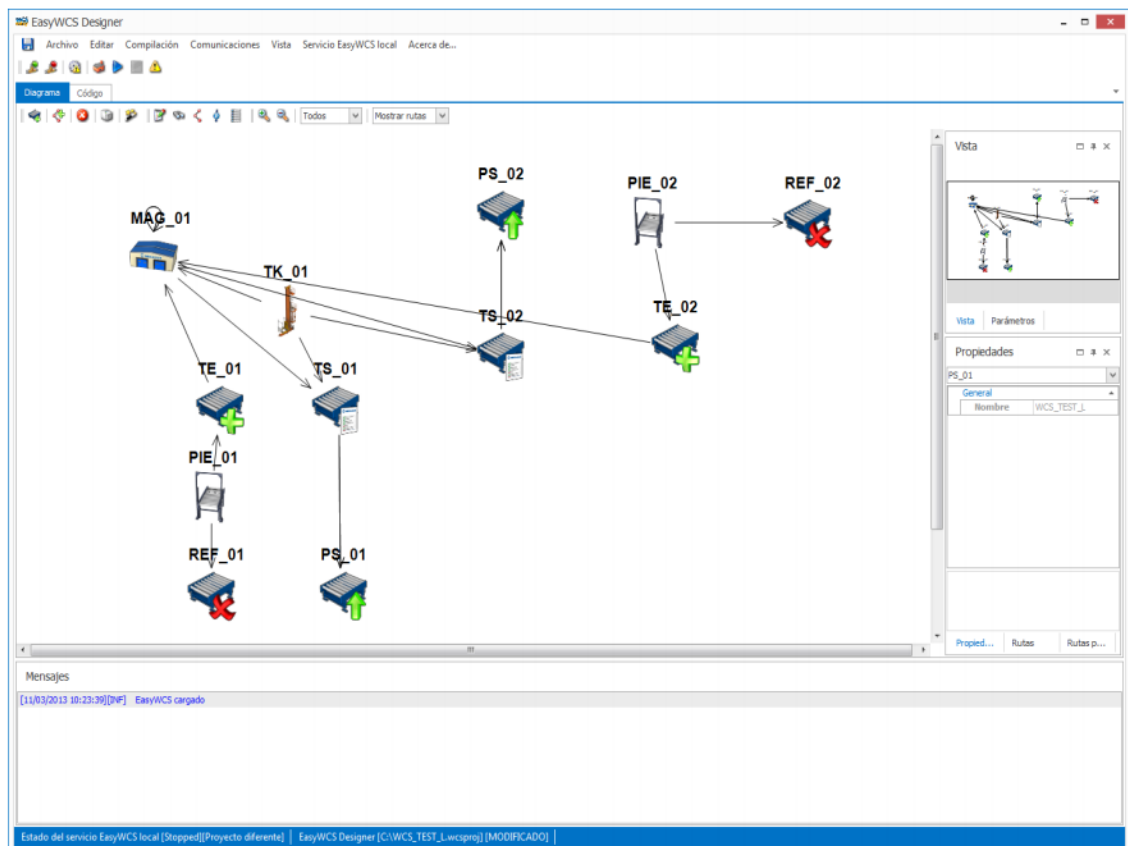 EasyWCS Designer
Archivo Editar Compilación Comunicaciones Vista Servicio EasyWCS local Acerca de...
Diagrama Código
Todos Mostrar rutas
PS_02
PIE_02
REF_02
MAG_01
TK_01
TS_02
TE_02
TE_01
TS_01
PIE_01
REF_01
PS_01
Vista
Vista Parámetros
Propiedades
PS_01
General
Nombre WCS_TEST_L
Propied... Rutas Rutas p...
Mensajes
[11/03/2013 10:23:39][INF] EasyWCS cargado
Estado del servicio EasyWCS local [Stopped][Proyecto diferente] EasyWCS Designer [C:\WCS_TEST_L.wcsproj] [MODIFICADO]